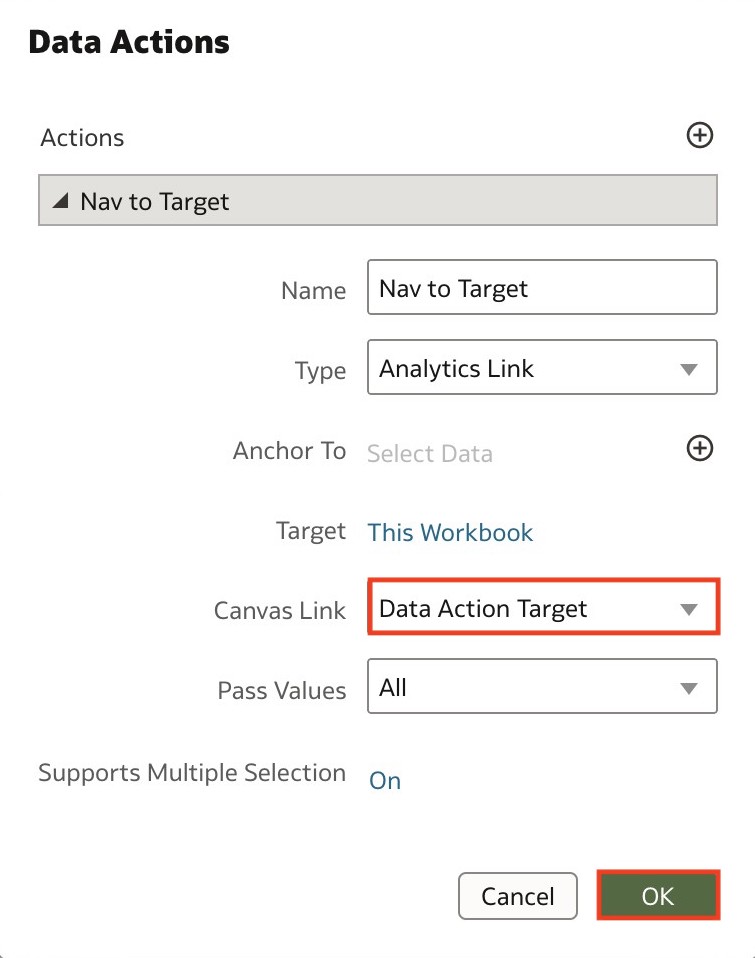 Data Actions
Actions
Nav to Target
Name Nav to Target
Type Analytics Link
Anchor To Select Data
Target This Workbook
Canvas Link Data Action Target
Pass Values All
Supports Multiple Selection On
Cancel OK